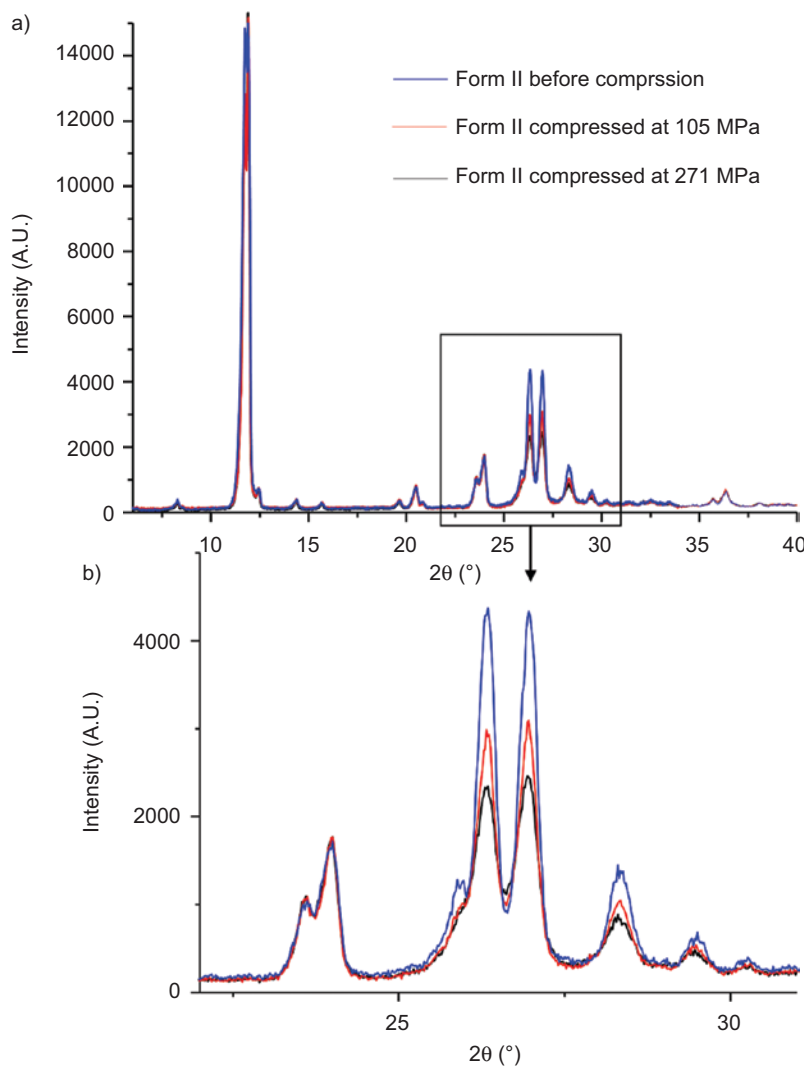 a)
14000
12000
10000
8000
6000
4000
2000
0
Intensity (A.U.)
Form II before comprssion
Form II compressed at 105 MPa
Form II compressed at 271 MPa
10 15 20 25 30 35 40
2θ (°)
b)
4000
2000
0
Intensity (A.U.)
25 30
2θ (°)